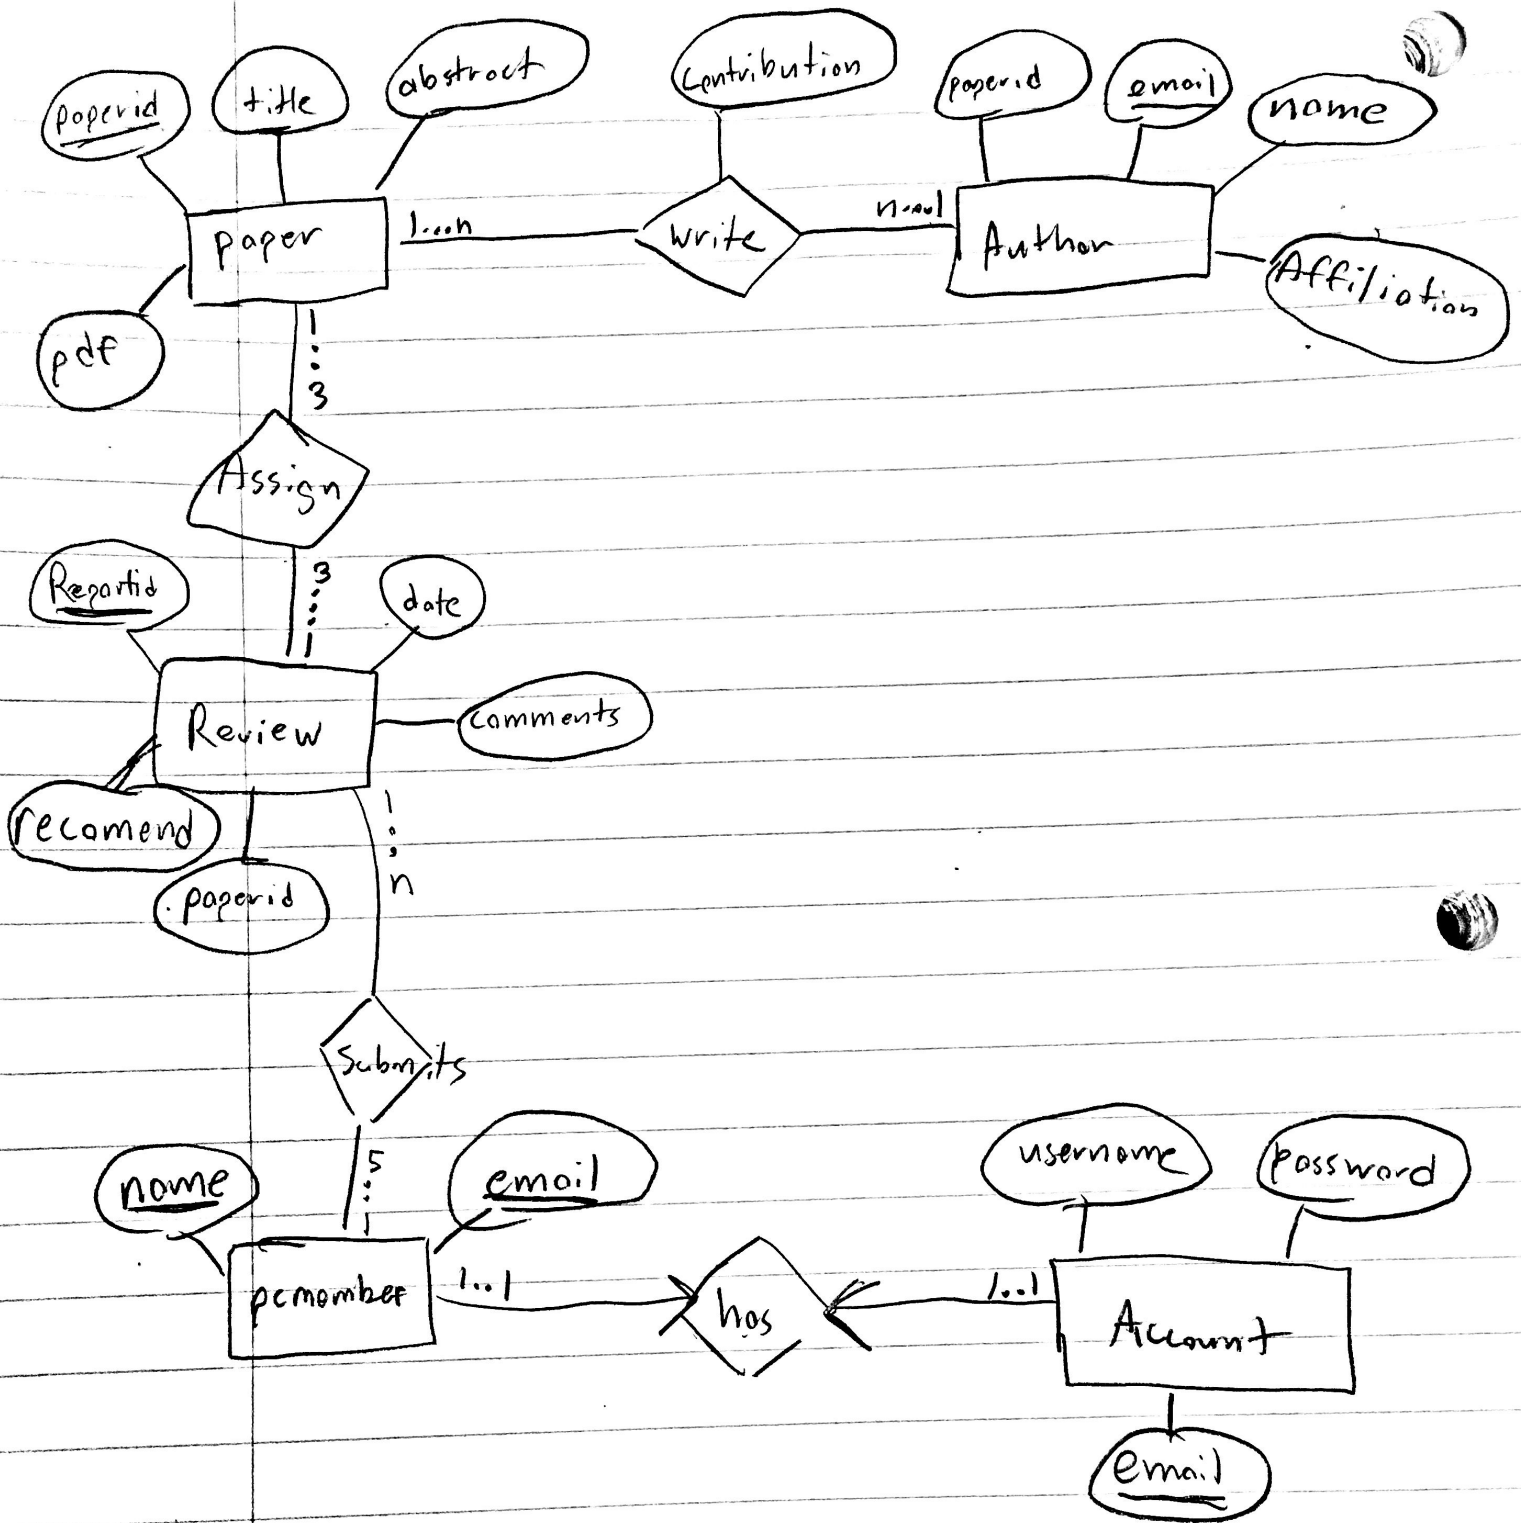 paperid
title
abstract
contribution
paperid
email
name
paper
1...n
write
n...1
Author
Affiliation
pdf
1
3
Assign
3
1
Reportid
date
Review
comments
recomend
paperid
1
n
Submits
5
1
name
email
username
password
pcmember
1..1
has
1..1
Account
email